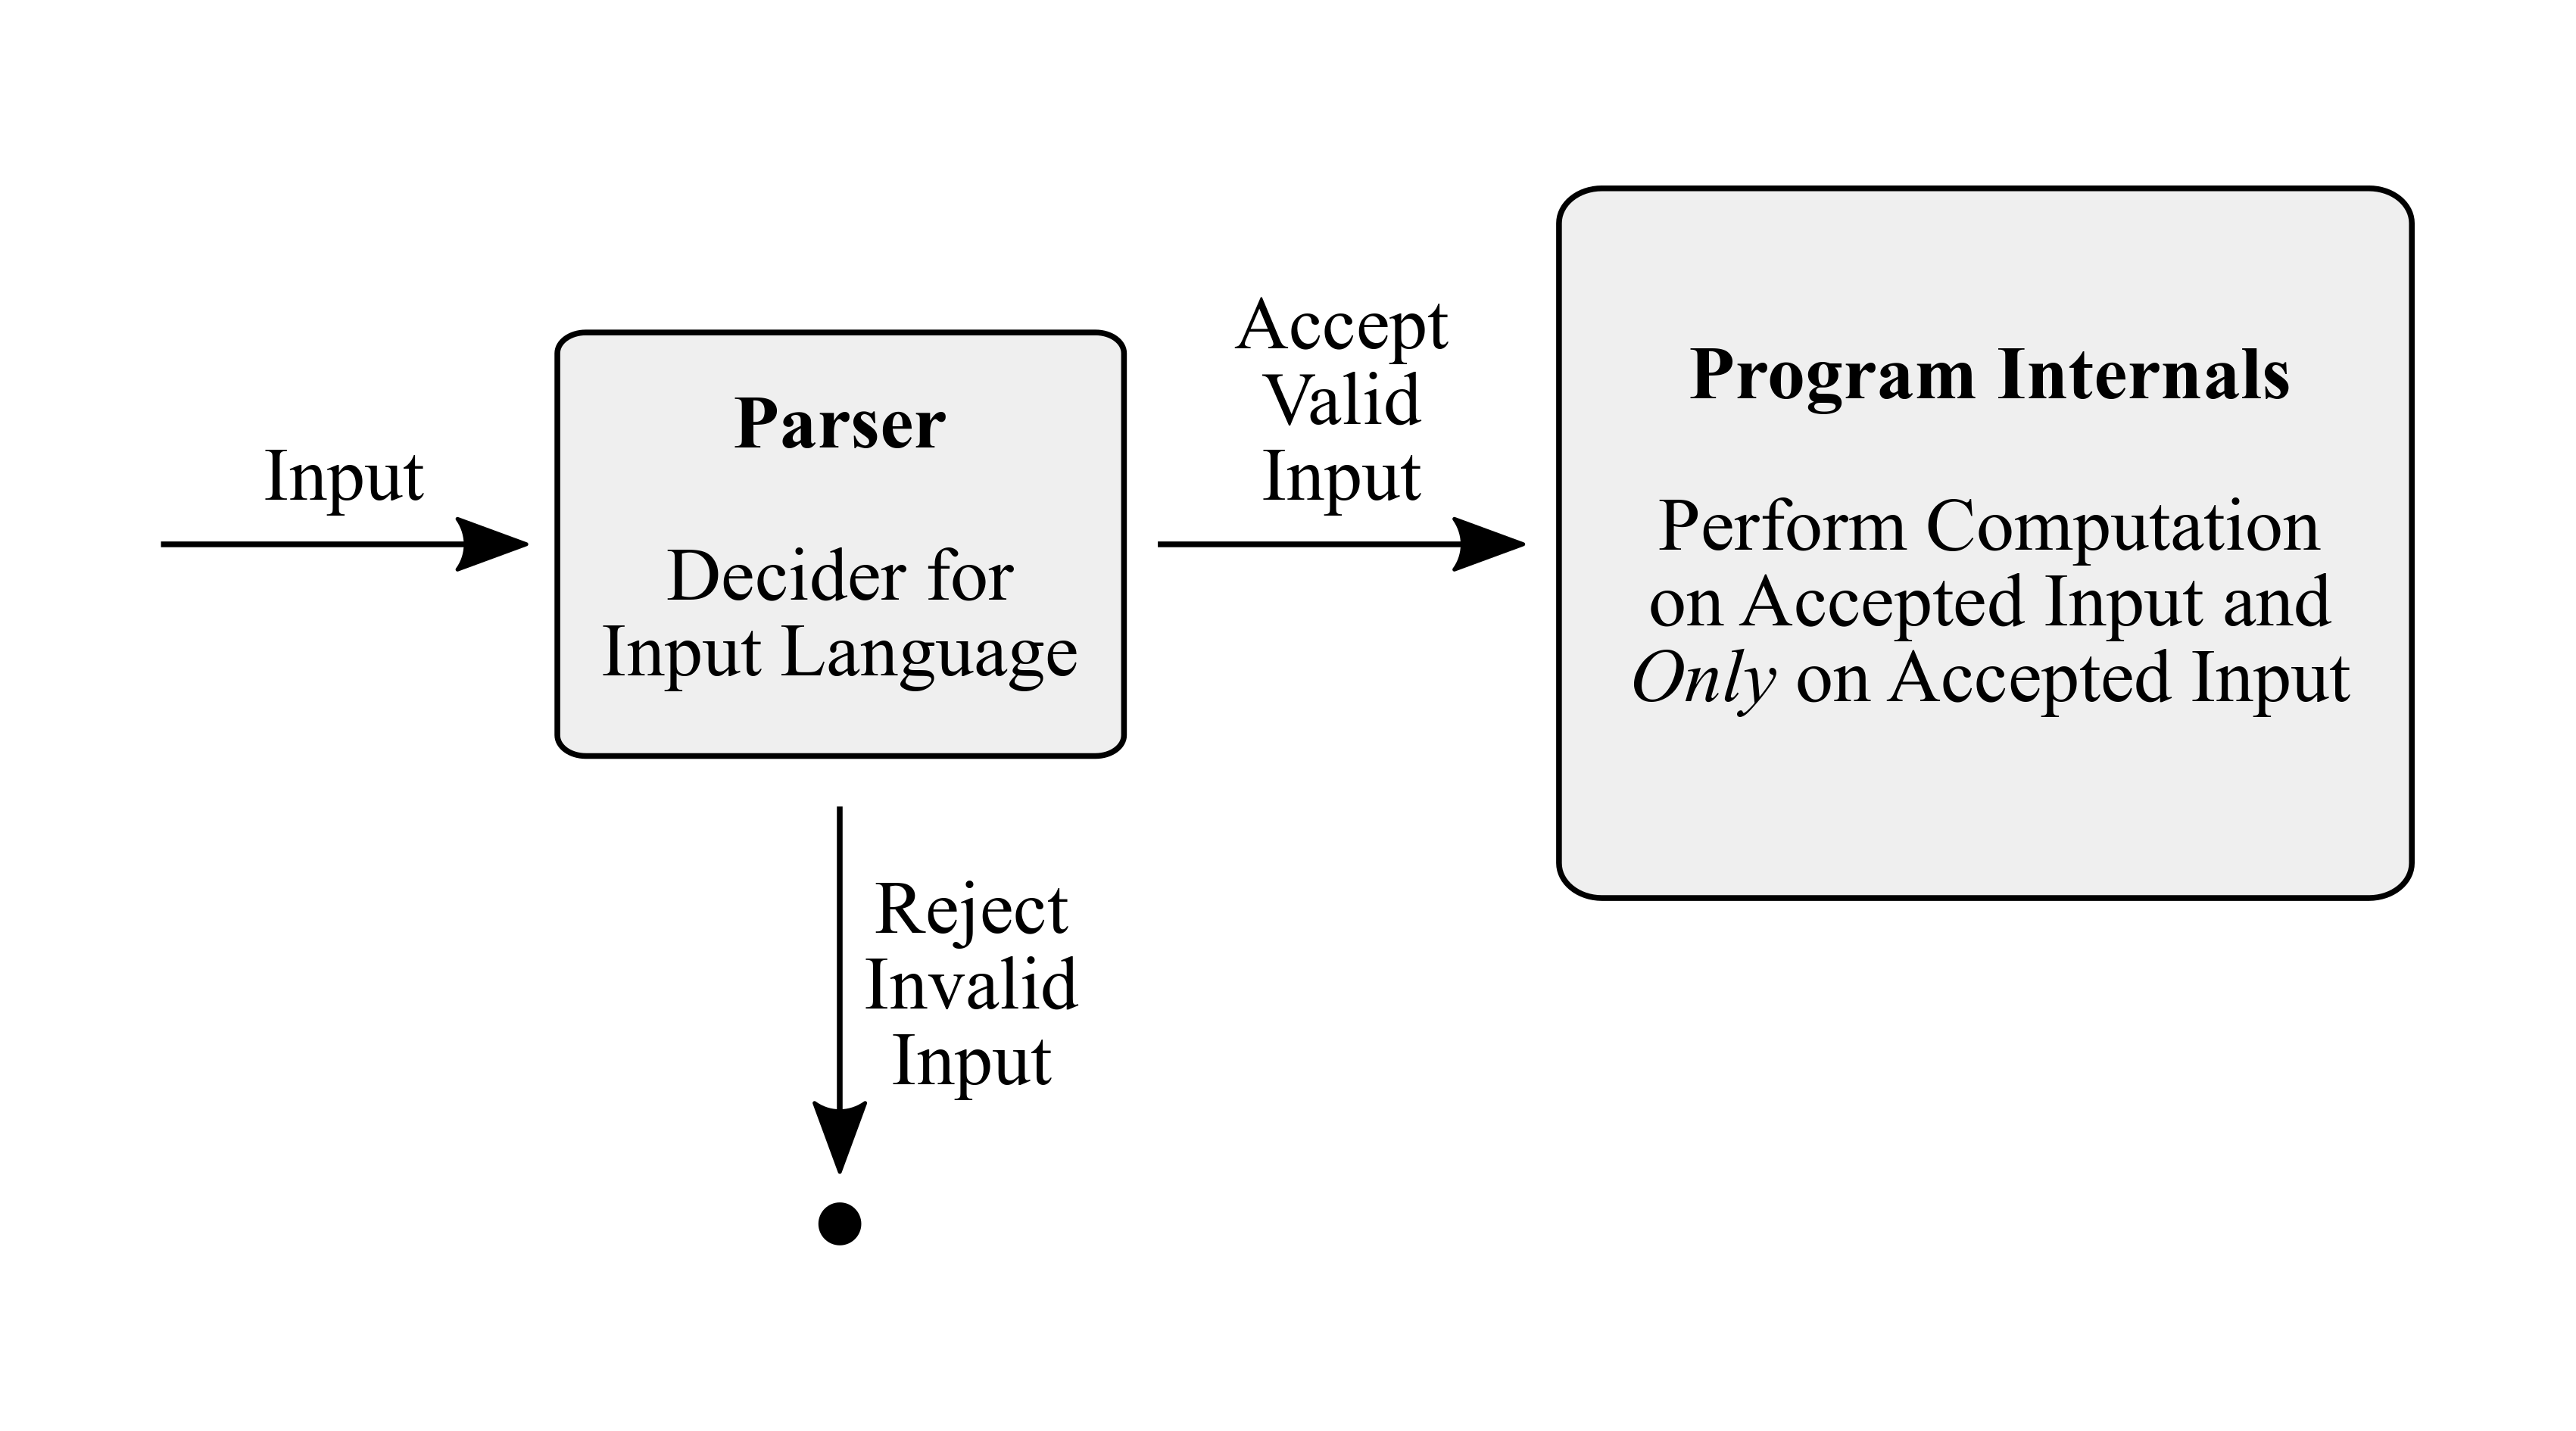 Input
Parser
Decider for
Input Language
Accept
Valid
Input
Program Internals
Perform Computation
on Accepted Input and
Only on Accepted Input
Reject
Invalid
Input